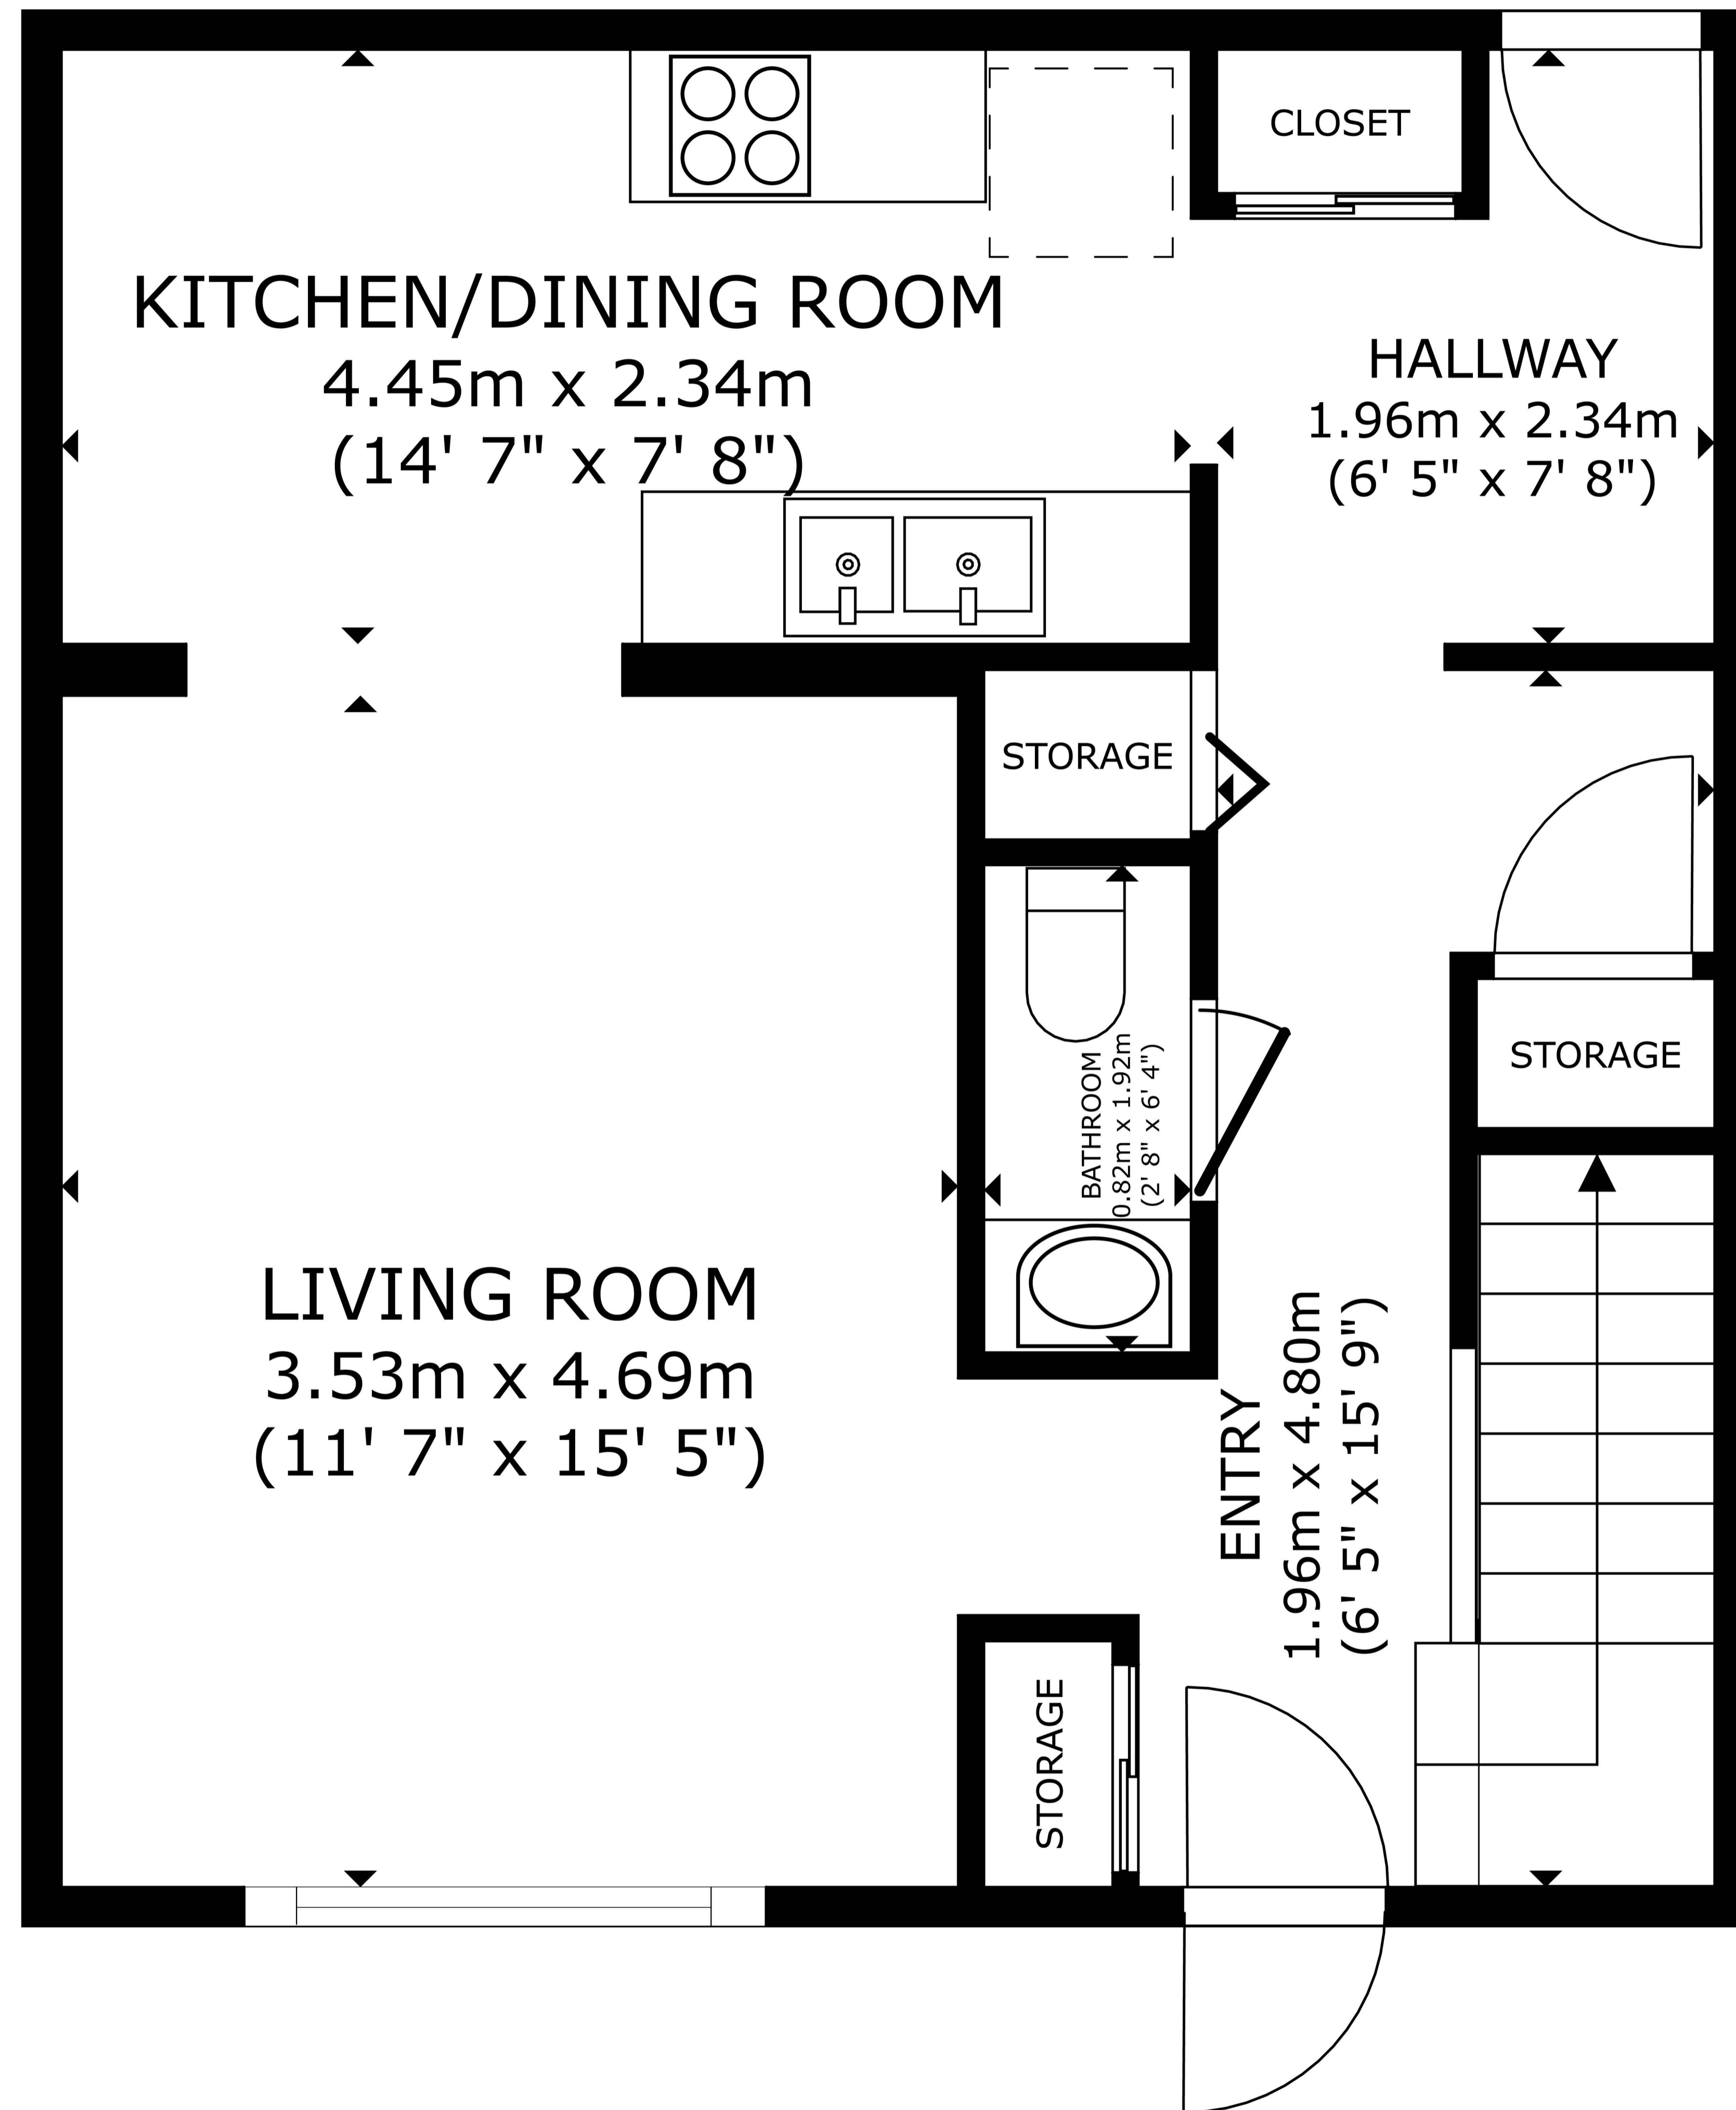 CLOSET
KITCHEN/DINING ROOM
4.45m x 2.34m
(14' 7" x 7' 8")
HALLWAY
1.96m x 2.34m
(6' 5" x 7' 8")
STORAGE
BATHROOM
0.82m x 1.92m
(2' 8" x 6' 4")
STORAGE
LIVING ROOM
3.53m x 4.69m
(11' 7" x 15' 5")
ENTRY
1.96m x 4.80m
(6' 5" x 15' 9")
STORAGE